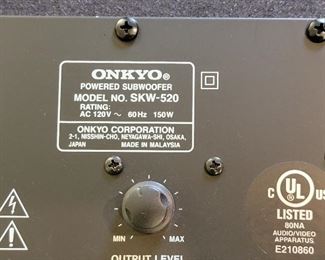 ONKYO®
POWERED SUBWOOFER
MODEL NO. SKW-520
RATING:
AC 120V ~ 60Hz 150W
ONKYO CORPORATION
2-1, NISSHIN-CHO, NEYAGAWA-SHI, OSAKA,
JAPAN MADE IN MALAYSIA
MIN MAX
OUTPUT LEVEL
C UL® US
LISTED
80NA
AUDIO/VIDEO
APPARATUS
E210860